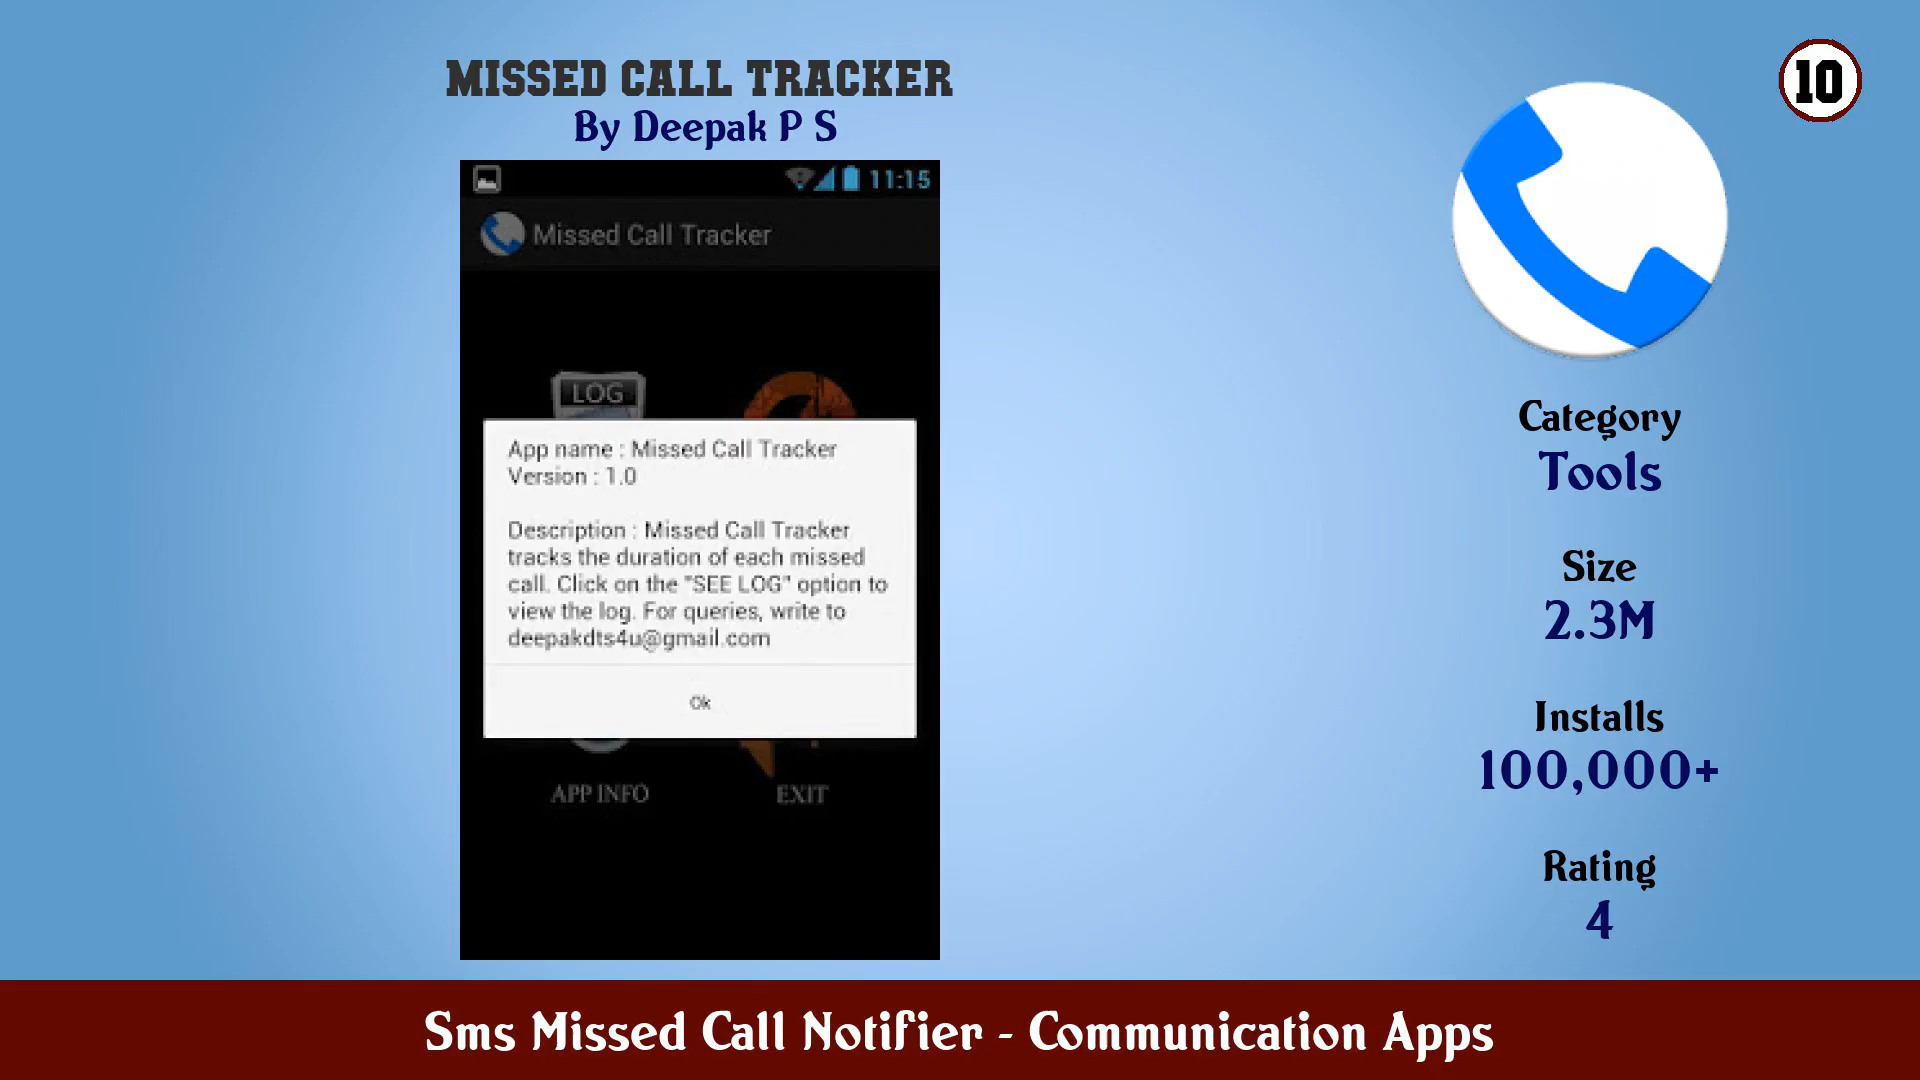 MISSED CALL TRACKER
By Deepak P S
10
11:15
Missed Call Tracker
LOG
App name : Missed Call Tracker
Version : 1.0
Description : Missed Call Tracker
tracks the duration of each missed
call. Click on the "SEE LOG" option to
view the log. For queries, write to
deepakdts4u@gmail.com
Ok
APP INFO
EXIT
Category
Tools
Size
2.3M
Installs
100,000+
Rating
4
Sms Missed Call Notifier - Communication Apps